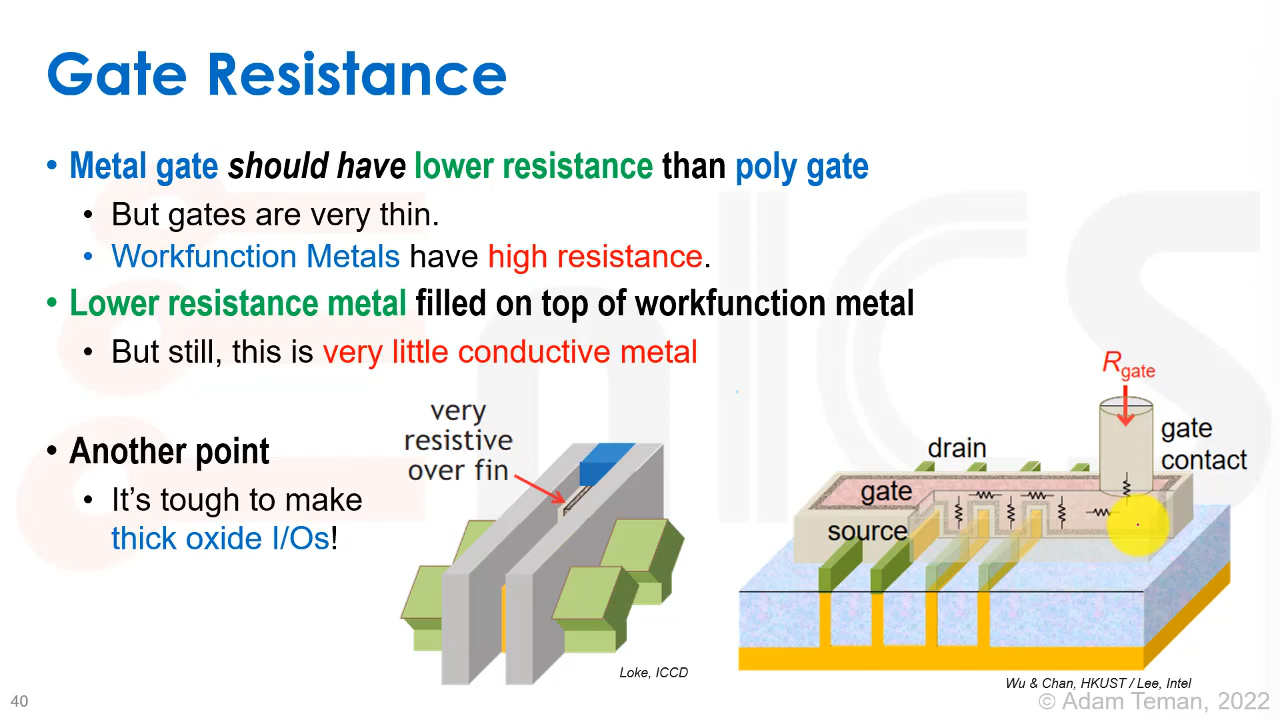 Gate Resistance
• Metal gate should have lower resistance than poly gate
• But gates are very thin.
• Workfunction Metals have high resistance.
• Lower resistance metal filled on top of workfunction metal
• But still, this is very little conductive metal
• Another point
• It's tough to make
thick oxide I/Os!
very
resistive
over fin
Loke, ICCD
Rgate
gate
contact
drain
gate
source
Wu & Chan, HKUST / Lee, Intel
40
© Adam Teman, 2022
nICS